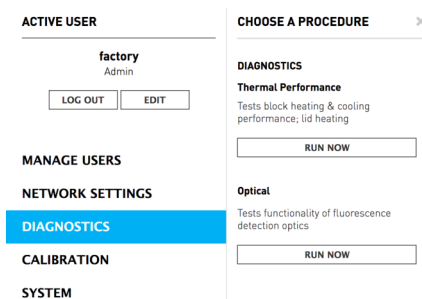 ACTIVE USER
factory
Admin
LOG OUT
EDIT
MANAGE USERS
NETWORK SETTINGS
DIAGNOSTICS
CALIBRATION
SYSTEM
CHOOSE A PROCEDURE
×
DIAGNOSTICS
Thermal Performance
Tests block heating & cooling
performance; lid heating
RUN NOW
Optical
Tests functionality of fluorescence
detection optics
RUN NOW